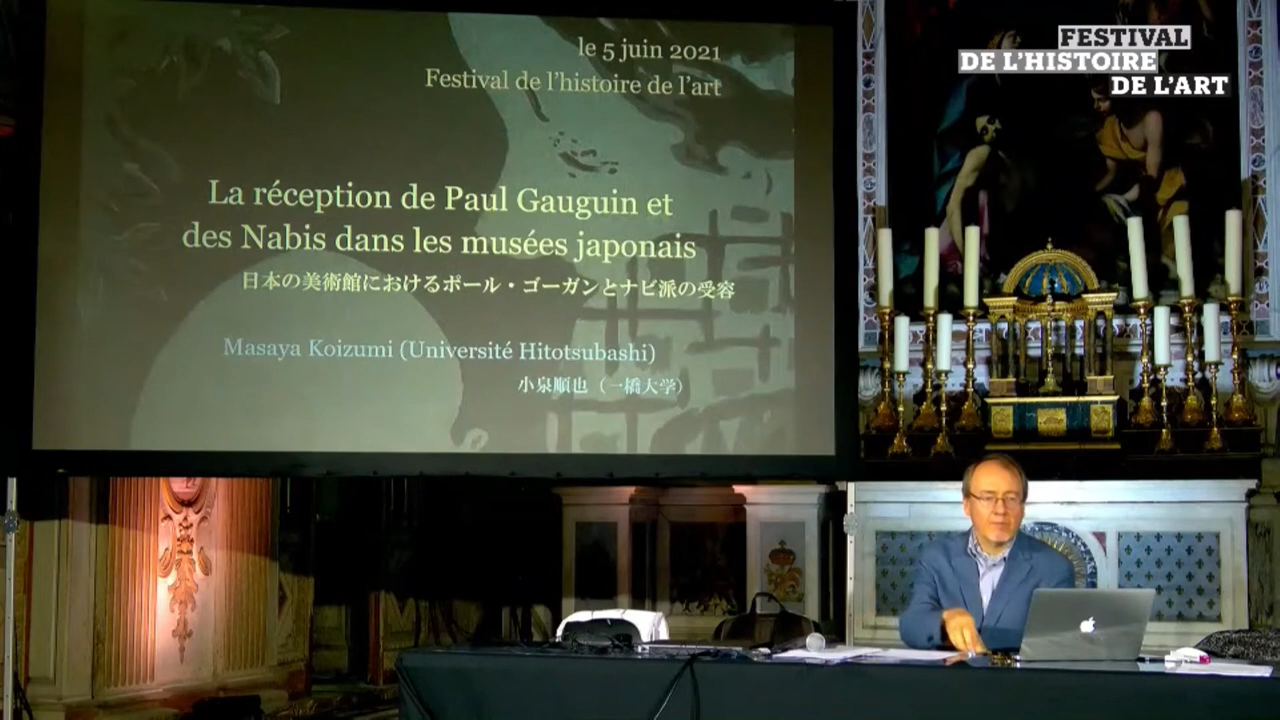 le 5 juin 2021
Festival de l'histoire de l'art
La réception de Paul Gauguin et
des Nabis dans les musées japonais
日本の美術館におけるポール・ゴーガンとナビ派の受容
Masaya Koizumi (Université Hitotsubashi)
小泉順也（一橋大学）
FESTIVAL
DE L'HISTOIRE
DE L'ART